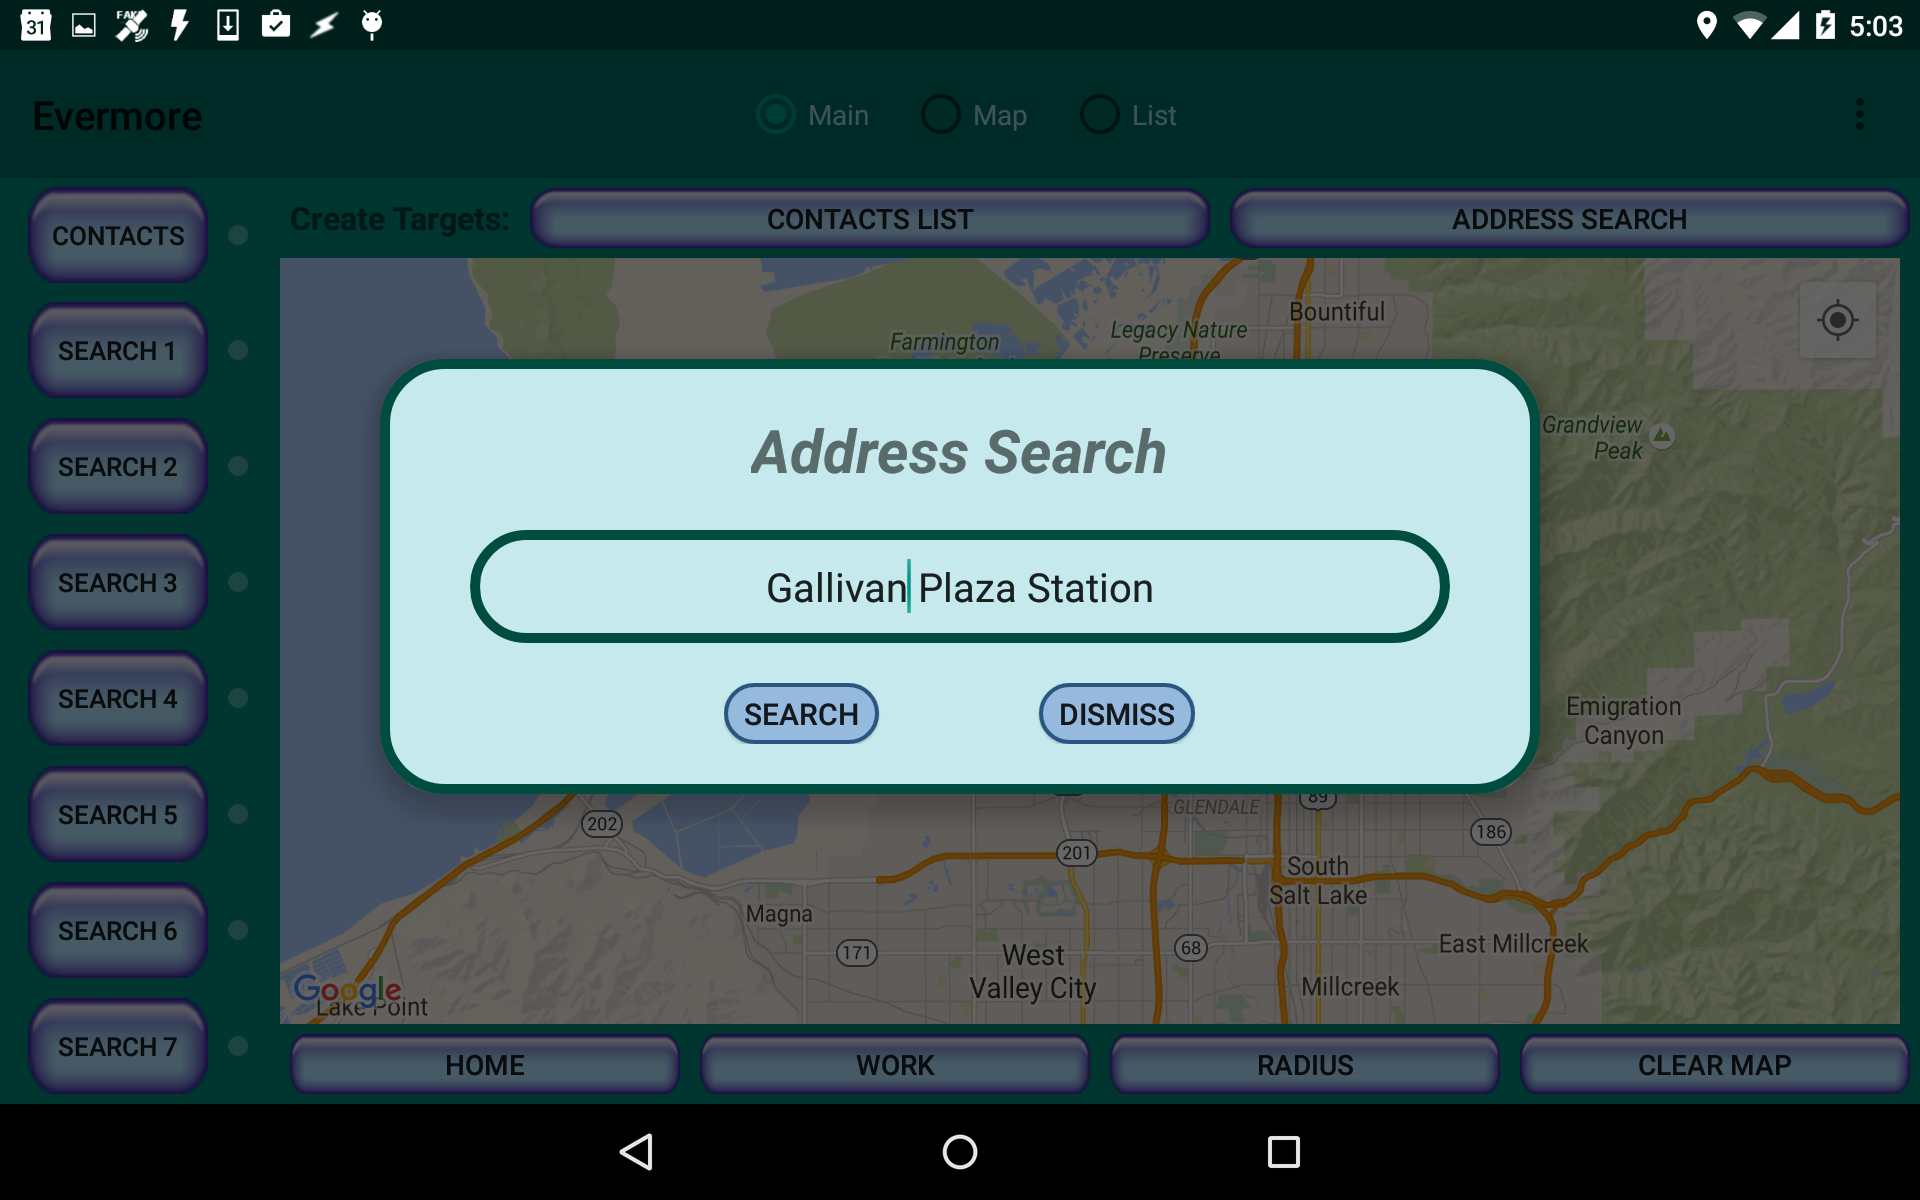 31
FAKE
5:03
Evermore
Main
Map
List
Create Targets:
CONTACTS LIST
ADDRESS SEARCH
CONTACTS
SEARCH 1
SEARCH 2
SEARCH 3
SEARCH 4
SEARCH 5
SEARCH 6
SEARCH 7
Bountiful
Farmington
Legacy Nature
Preserve
Grandview
Peak
Address Search
Gallivan Plaza Station
SEARCH
DISMISS
Emigration
Canyon
GLENDALE
89
202
186
201
South
Salt Lake
Magna
171
West
Valley City
68
East Millcreek
Millcreek
Google
Lake Point
HOME
WORK
RADIUS
CLEAR MAP